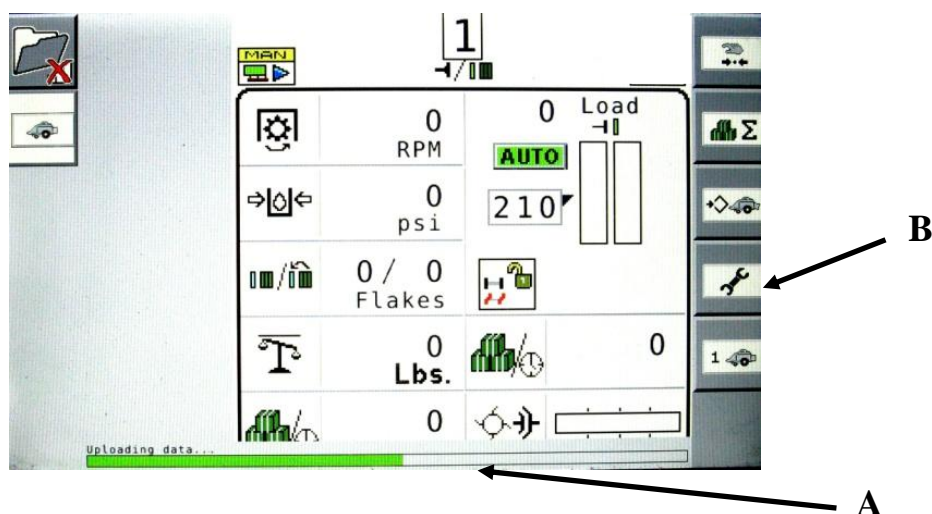 MAN
1
Σ
0
RPM
0
Load
AUTO
0
psi
210
0 / 0
Flakes
0
Lbs.
0
1
0
Uploading data...
B
A